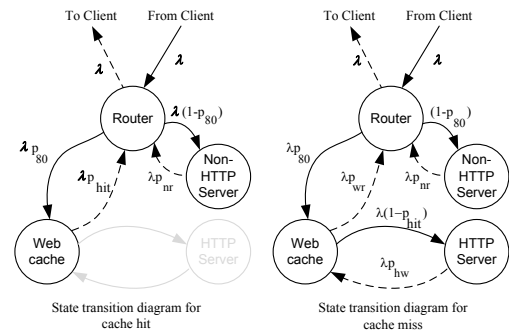 To Client
From Client
λ
λ
Router
λ(1-p80)
λp80
λphit
λpnr
Non-
HTTP
Server
Web
cache
HTTP
Server
State transition diagram for
cache hit
To Client
From Client
λ
λ
Router
(1-p80)
λp80
λpwr
λpnr
Non-
HTTP
Server
λ(1-phit)
Web
cache
HTTP
Server
λphw
State transition diagram for
cache miss